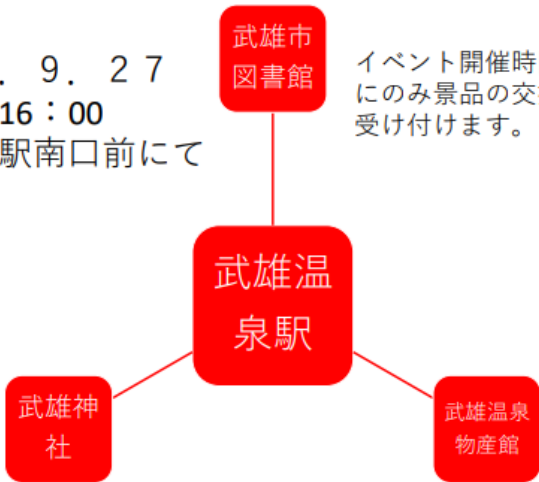 武雄市
図書館
. 9. 27
16：00
駅南口前にて
イベント開催時
にのみ景品の交
受け付けます。
武雄温
泉駅
武雄神
社
武雄温泉
物産館